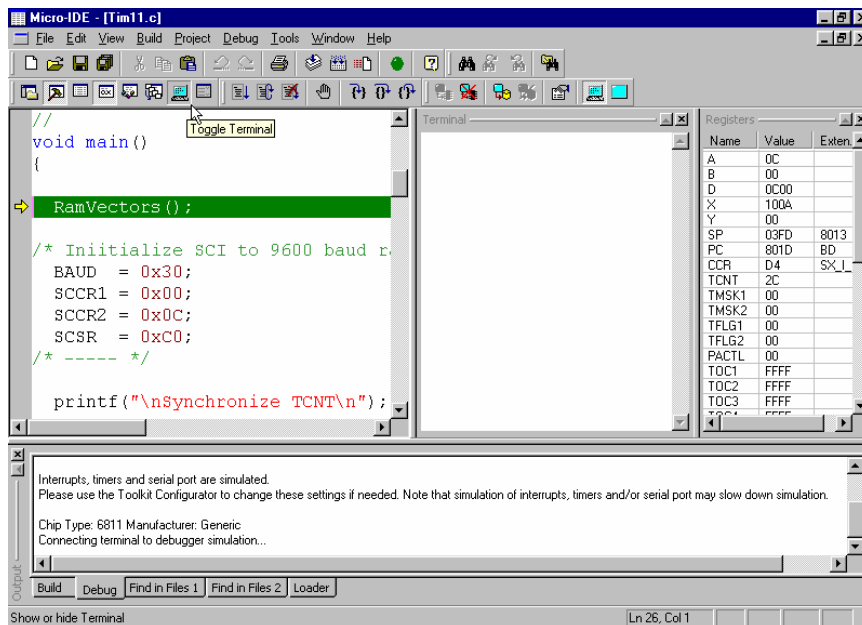 Micro-IDE - [Tim11.c]
File Edit View Build Project Debug Tools Window Help
Toggle Terminal
//
void main()
{
RamVectors();
/* Iniitialize SCI to 9600 baud ra
BAUD = 0x30;
SCCR1 = 0x00;
SCCR2 = 0x0C;
SCSR = 0xC0;
/* ----- */
printf("\nSynchronize TCNT\n");
Terminal
Registers
Name Value Exten.
A 0C
B 00
D 0C00
X 100A
Y 00
SP 03FD 8013
PC 801D BD
CCR D4 SX_I_
TCNT 2C
TMSK1 00
TMSK2 00
TFLG1 00
TFLG2 00
PACTL 00
TOC1 FFFF
TOC2 FFFF
TOC3 FFFF
Interrupts, timers and serial port are simulated.
Please use the Toolkit Configurator to change these settings if needed. Note that simulation of interrupts, timers and/or serial port may slow down simulation.
Chip Type: 6811 Manufacturer: Generic
Connecting terminal to debugger simulation...
Output
Build Debug Find in Files 1 Find in Files 2 Loader
Show or hide Terminal Ln 26, Col 1